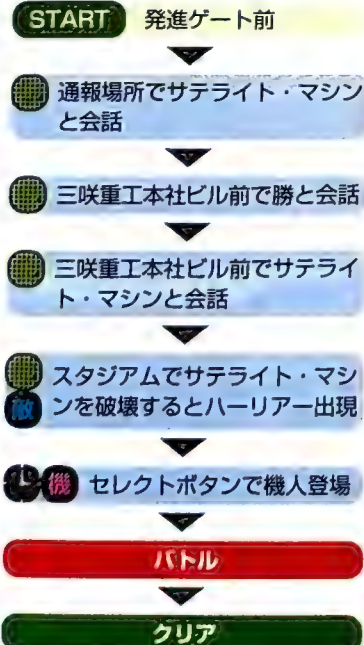 START 発進ゲート前
通報場所でサテライト・マシン
と会話
三咲重工本社ビル前で勝と会話
三咲重工本社ビル前でサテライ
ト・マシンと会話
スタジアムでサテライト・マシ
敵 ンを破壊するとハーリアー出現
機 セレクトボタンで機人登場
バトル
クリア